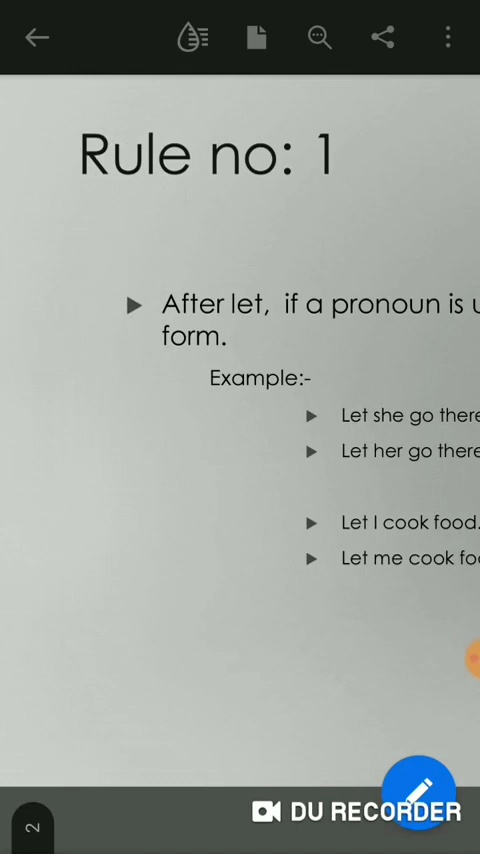 Rule no: 1
After let, if a pronoun is
form.
Example:-
Let she go there
Let her go there
Let I cook food.
Let me cook
2
DU RECORDER